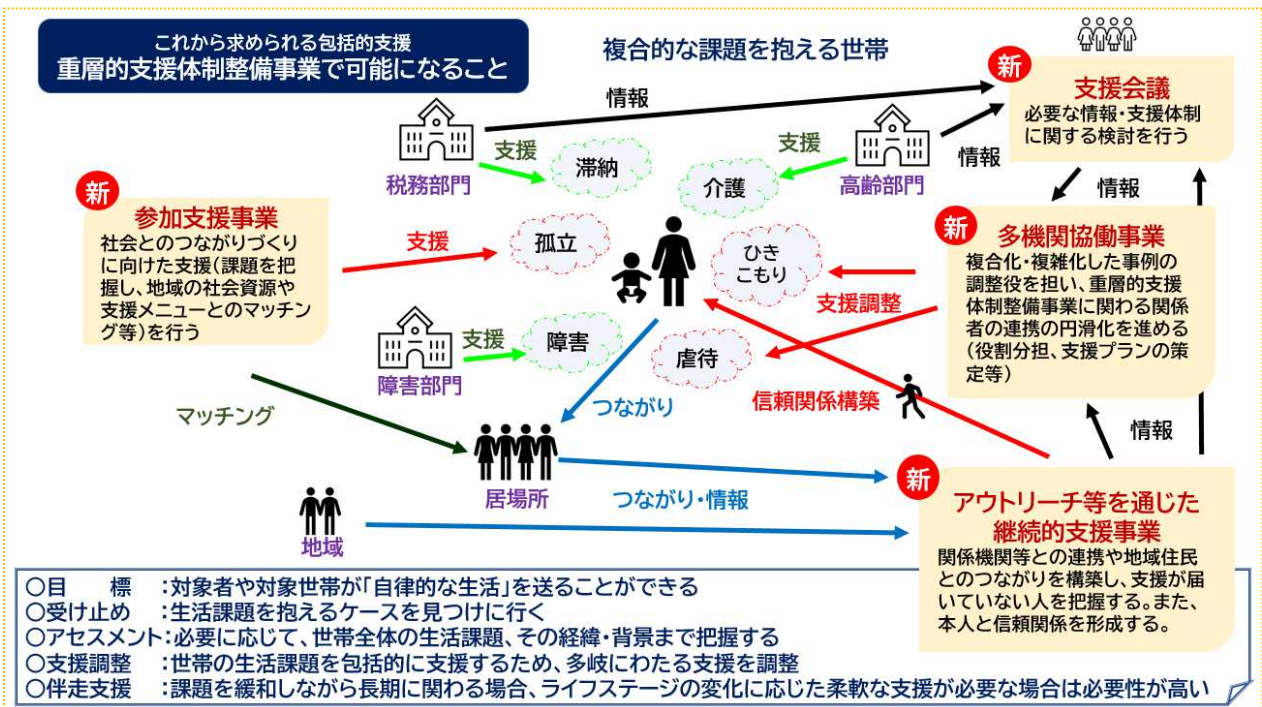 これから求められる包括的支援
重層的支援体制整備事業で可能になること
複合的な課題を抱える世帯
新
支援会議
必要な情報・支援体制
に関する検討を行う
情報
税務部門
支援
滞納
支援
介護
高齢部門
情報
情報
新
参加支援事業
社会とのつながりづくり
に向けた支援(課題を把
握し、地域の社会資源や
支援メニューとのマッチン
グ等)を行う
支援
孤立
ひき
こもり
新
多機関協働事業
複合化・複雑化した事例の
調整役を担い、重層的支援
体制整備事業に関わる関係
者の連携の円滑化を進める
(役割分担、支援プランの策
定等)
支援調整
障害部門
支援
障害
虐待
信頼関係構築
マッチング
つながり
情報
居場所
つながり・情報
地域
新
アウトリーチ等を通じた
継続的支援事業
関係機関等との連携や地域住民
とのつながりを構築し、支援が届
いていない人を把握する。また、
本人と信頼関係を形成する。
○目　　標　:対象者や対象世帯が「自律的な生活」を送ることができる
○受け止め　:生活課題を抱えるケースを見つけに行く
○アセスメント:必要に応じて、世帯全体の生活課題、その経緯・背景まで把握する
○支援調整　:世帯の生活課題を包括的に支援するため、多岐にわたる支援を調整
○伴走支援　:課題を緩和しながら長期に関わる場合、ライフステージの変化に応じた柔軟な支援が必要な場合は必要性が高い